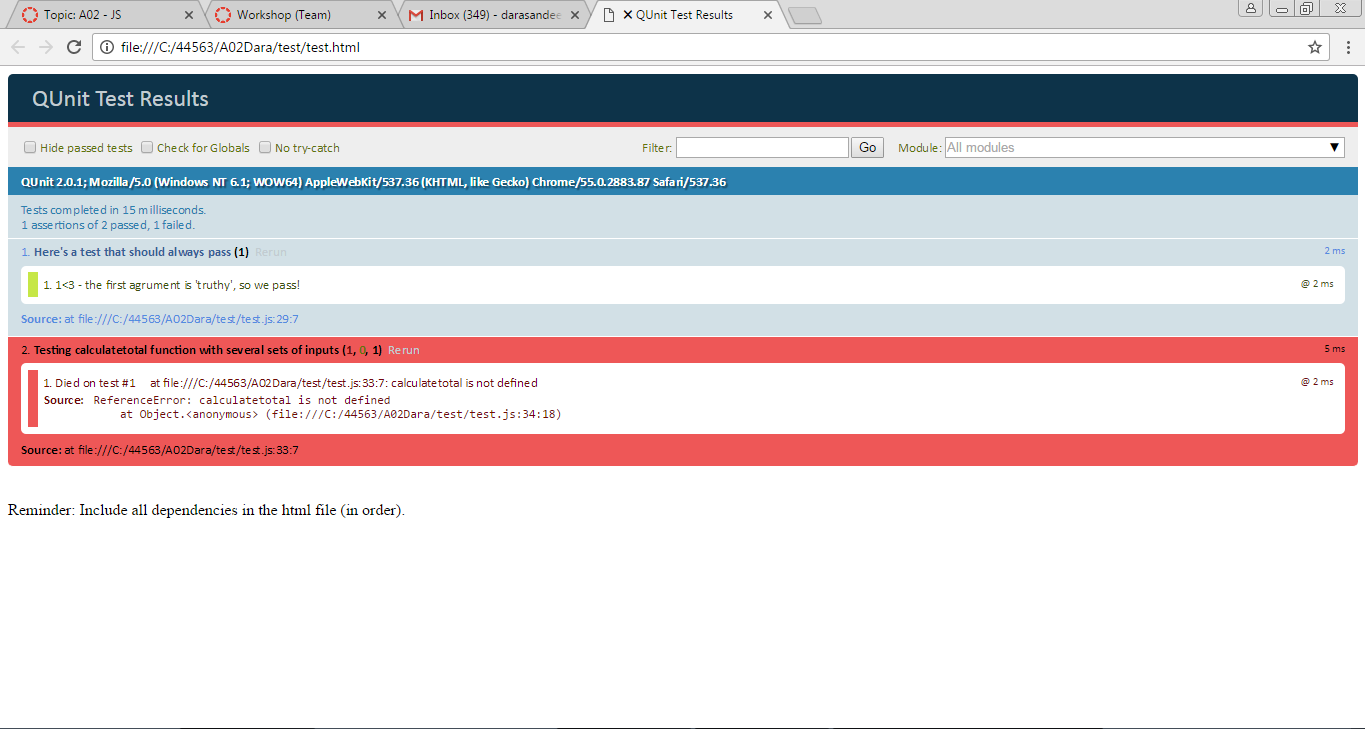 Topic: A02 - JS
Workshop (Team)
Inbox (349) - darasandee
✕ QUnit Test Results
file:///C:/44563/A02Dara/test/test.html
QUnit Test Results
Hide passed tests Check for Globals No try-catch Filter: Go Module: All modules ▼
QUnit 2.0.1; Mozilla/5.0 (Windows NT 6.1; WOW64) AppleWebKit/537.36 (KHTML, like Gecko) Chrome/55.0.2883.87 Safari/537.36
Tests completed in 15 milliseconds.
1 assertions of 2 passed, 1 failed.
1. Here's a test that should always pass (1) Rerun 2 ms
1. 1<3 - the first agrument is 'truthy', so we pass! @ 2 ms
Source: at file:///C:/44563/A02Dara/test/test.js:29:7
2. Testing calculatetotal function with several sets of inputs (1, 0, 1) Rerun 5 ms
1. Died on test #1 at file:///C:/44563/A02Dara/test/test.js:33:7: calculatetotal is not defined @ 2 ms
Source: ReferenceError: calculatetotal is not defined
at Object.<anonymous> (file:///C:/44563/A02Dara/test/test.js:34:18)
Source: at file:///C:/44563/A02Dara/test/test.js:33:7
Reminder: Include all dependencies in the html file (in order).